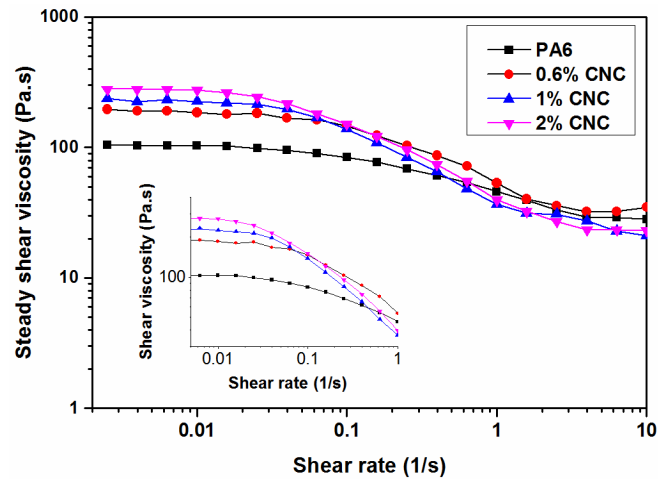 1000
100
10
1
Steady shear viscosity (Pa.s)
PA6
0.6% CNC
1% CNC
2% CNC
Shear viscosity (Pa.s)
100
0.01
0.1
1
Shear rate (1/s)
0.01
0.1
1
10
Shear rate (1/s)